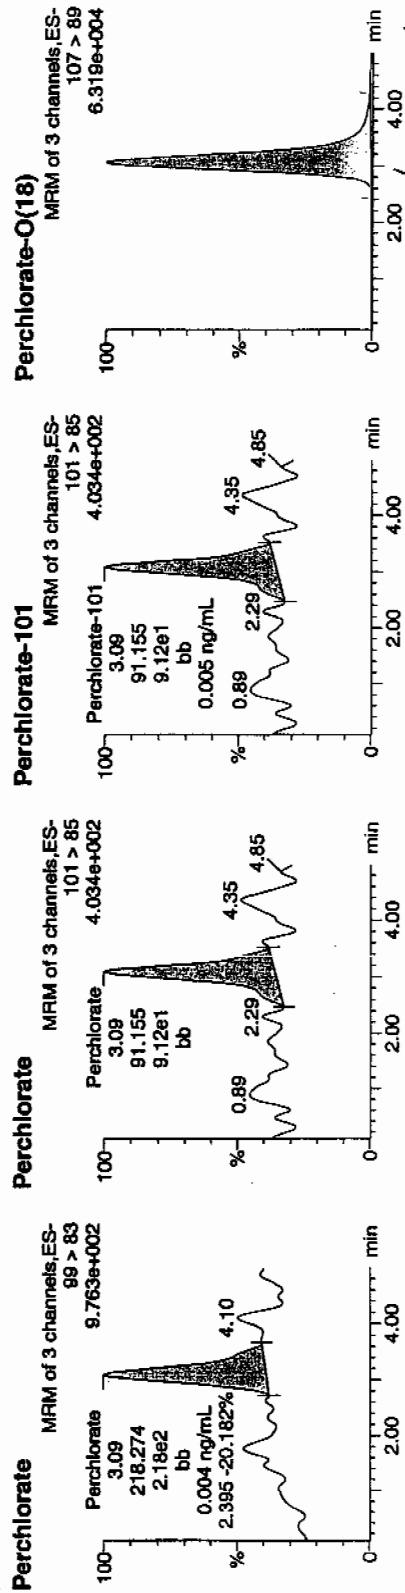 Perchlorate
MRM of 3 channels,ES-
99 > 83
9.763e+002
100
Perchlorate
3.09
218.274
2.18e2
bb
0.004 ng/mL
2.395 -20.182%
4.10
%
0
2.00
4.00
min
Perchlorate
MRM of 3 channels,ES-
101 > 85
4.034e+002
100
Perchlorate
3.09
91.155
9.12e1
bb
0.89
2.29
4.35
4.85
%
0
2.00
4.00
min
Perchlorate-101
MRM of 3 channels,ES-
101 > 85
4.034e+002
100
Perchlorate-101
3.09
91.155
9.12e1
bb
0.005 ng/mL
0.89
2.29
4.35
4.85
%
0
2.00
4.00
min
Perchlorate-O(18)
MRM of 3 channels,ES-
107 > 89
6.319e+004
100
%
0
2.00
4.00
min